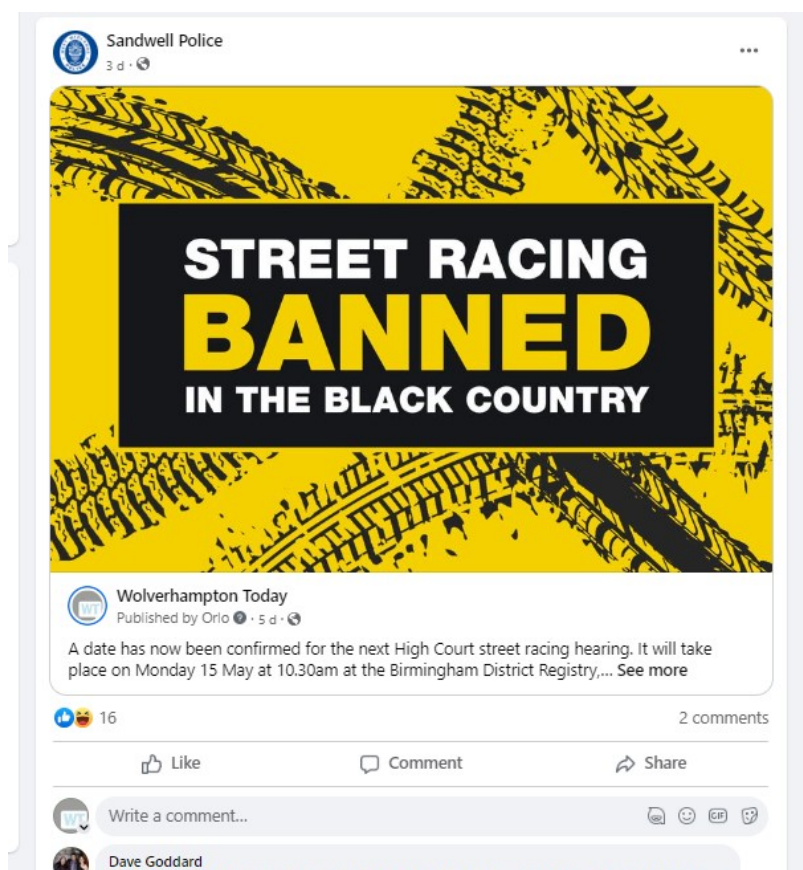 Sandwell Police
3 d ·
STREET RACING
BANNED
IN THE BLACK COUNTRY
WT
Wolverhampton Today
Published by Orlo ? · 5 d ·
A date has now been confirmed for the next High Court street racing hearing. It will take
place on Monday 15 May at 10.30am at the Birmingham District Registry,... See more
16
2 comments
Like
Comment
Share
WT
Write a comment...
GIF
Dave Goddard